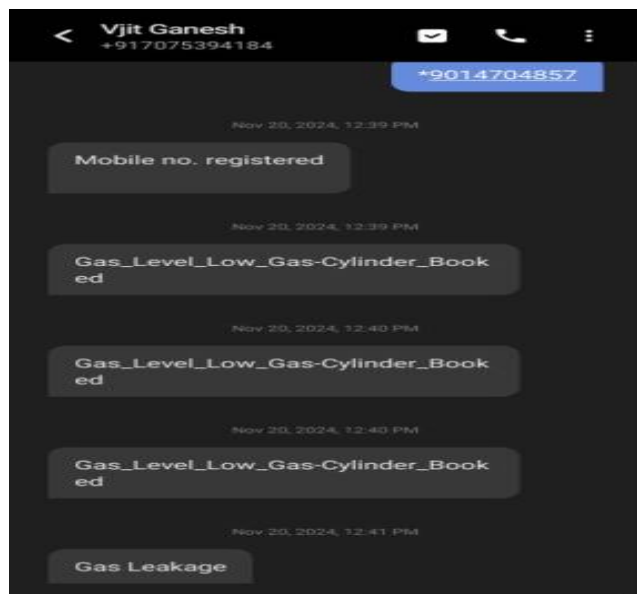 Vjit Ganesh
+917075394184
*9014704857
Nov 20, 2024, 12:39 PM
Mobile no. registered
Nov 20, 2024, 12:39 PM
Gas_Level_Low_Gas-Cylinder_Book
ed
Nov 20, 2024, 12:40 PM
Gas_Level_Low_Gas-Cylinder_Book
ed
Nov 20, 2024, 12:40 PM
Gas_Level_Low_Gas-Cylinder_Book
ed
Nov 20, 2024, 12:41 PM
Gas Leakage